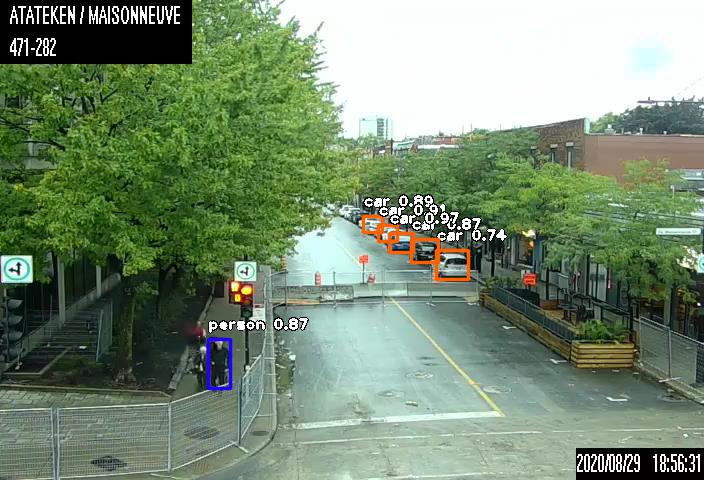 ATATEKEN / MAISONNEUVE
471-282
car 0.89
car 0.91
car 0.97
car 0.87
car 0.74
person 0.87
2020/08/29 18:56:31